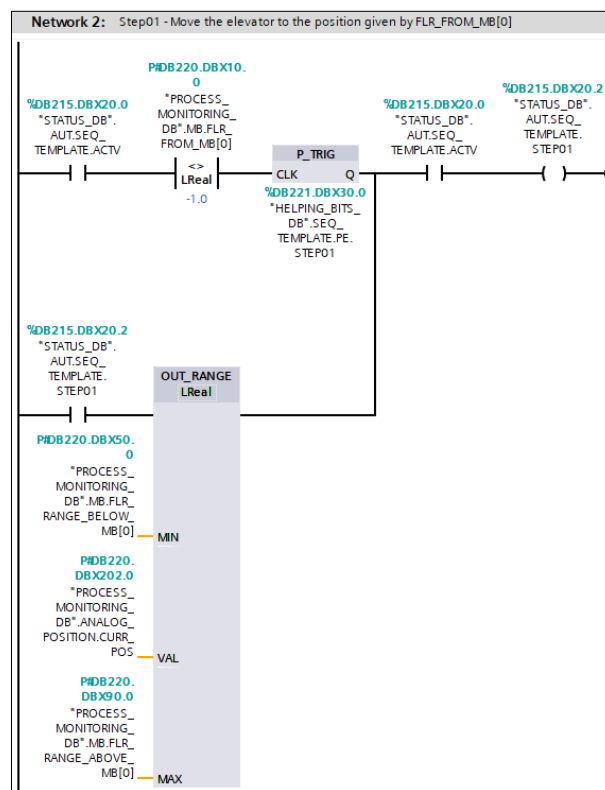 Network 2: Step01 - Move the elevator to the position given by FLR_FROM_MB[0]
P#DB220.DBX10.
0
"PROCESS_
MONITORING_
DB".MB.FLR_
FROM_MB[0]
%DB215.DBX20.0
"STATUS_DB".
AUT.SEQ_
TEMPLATE.ACTV
<>
LReal
-1.0
P_TRIG
CLK Q
%DB221.DBX30.0
"HELPING_BITS_
DB".SEQ_
TEMPLATE.PE.
STEP01
%DB215.DBX20.0
"STATUS_DB".
AUT.SEQ_
TEMPLATE.ACTV
%DB215.DBX20.2
"STATUS_DB".
AUT.SEQ_
TEMPLATE.
STEP01
%DB215.DBX20.2
"STATUS_DB".
AUT.SEQ_
TEMPLATE.
STEP01
OUT_RANGE
LReal
P#DB220.DBX50.
0
"PROCESS_
MONITORING_
DB".MB.FLR_
RANGE_BELOW_
MB[0]
MIN
P#DB220.
DBX202.0
"PROCESS_
MONITORING_
DB".ANALOG_
POSITION.CURR_
POS
VAL
P#DB220.
DBX90.0
"PROCESS_
MONITORING_
DB".MB.FLR_
RANGE_ABOVE_
MB[0]
MAX